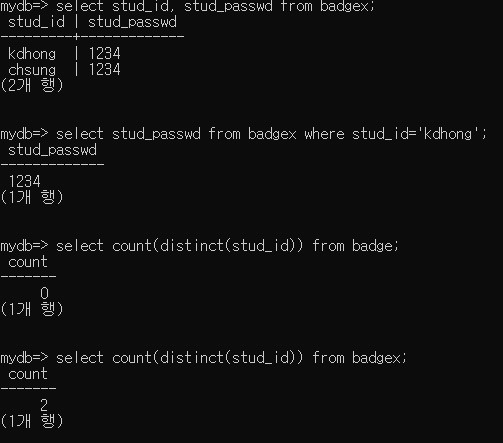 mydb=> select stud_id, stud_passwd from badgex;
 stud_id | stud_passwd
---------+-------------
 kdhong  | 1234
 chsung  | 1234
(2개 행)
mydb=> select stud_passwd from badgex where stud_id='kdhong';
 stud_passwd
-------------
 1234
(1개 행)
mydb=> select count(distinct(stud_id)) from badge;
 count
-------
     0
(1개 행)
mydb=> select count(distinct(stud_id)) from badgex;
 count
-------
     2
(1개 행)